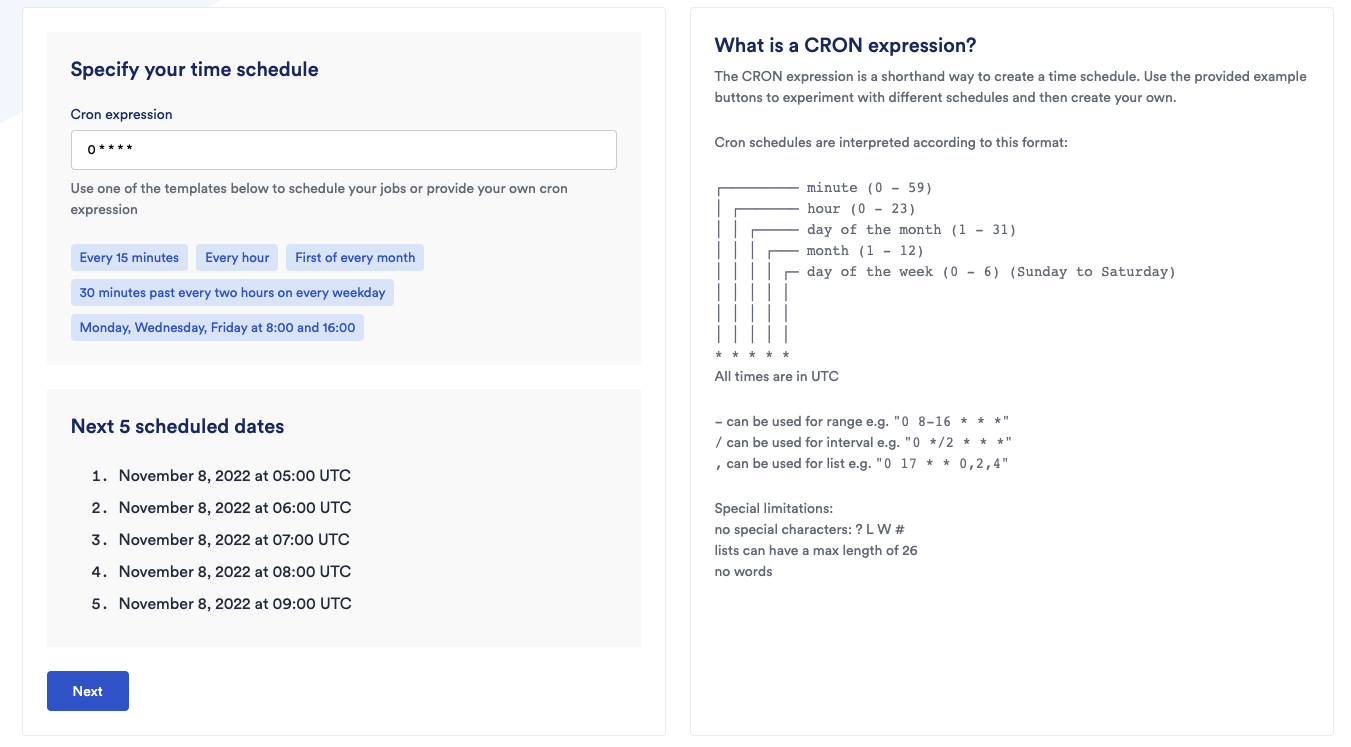 Specify your time schedule
Cron expression
0 * * * *
Use one of the templates below to schedule your jobs or provide your own cron
expression
Every 15 minutes
Every hour
First of every month
30 minutes past every two hours on every weekday
Monday, Wednesday, Friday at 8:00 and 16:00
Next 5 scheduled dates
1. November 8, 2022 at 05:00 UTC
2. November 8, 2022 at 06:00 UTC
3. November 8, 2022 at 07:00 UTC
4. November 8, 2022 at 08:00 UTC
5. November 8, 2022 at 09:00 UTC
Next
What is a CRON expression?
The CRON expression is a shorthand way to create a time schedule. Use the provided example
buttons to experiment with different schedules and then create your own.
Cron schedules are interpreted according to this format:
minute (0 - 59)
hour (0 - 23)
day of the month (1 - 31)
month (1 - 12)
day of the week (0 - 6) (Sunday to Saturday)
* * * * *
All times are in UTC
- can be used for range e.g. "0 8-16 * * *"
/ can be used for interval e.g. "0 */2 * * *"
, can be used for list e.g. "0 17 * * 0,2,4"
Special limitations:
no special characters: ? L W #
lists can have a max length of 26
no words